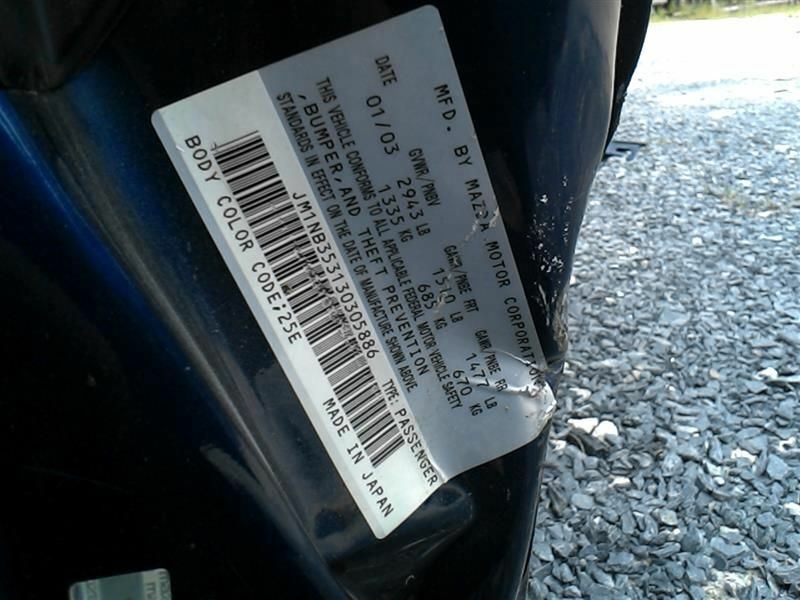 MFD. BY MAZDA MOTOR CORPORATION
DATE GVWR/PNBV GAWR/PNBE FRT GAWR/PNBE RR
01/03 2943 LB 1510 LB 1477 LB
1335 KG 685 KG 670 KG
THIS VEHICLE CONFORMS TO ALL APPLICABLE FEDERAL MOTOR VEHICLE SAFETY
, BUMPER AND THEFT PREVENTION
STANDARDS IN EFFECT ON THE DATE OF MANUFACTURE SHOWN ABOVE.
JM1NB353130305886 TYPE: PASSENGER
BODY COLOR CODE;25E MADE IN JAPAN